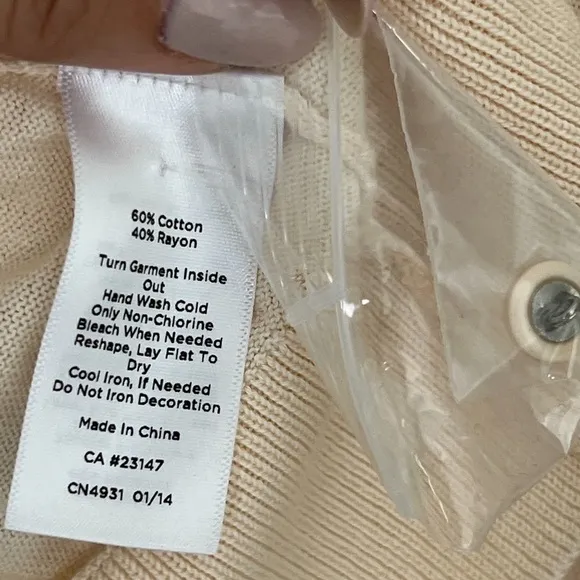 60% Cotton
40% Rayon
Turn Garment Inside
Out
Hand Wash Cold
Only Non-Chlorine
Bleach When Needed
Reshape, Lay Flat To
Dry
Cool Iron, If Needed
Do Not Iron Decoration
Made In China
CA #23147
CN4931 01/14